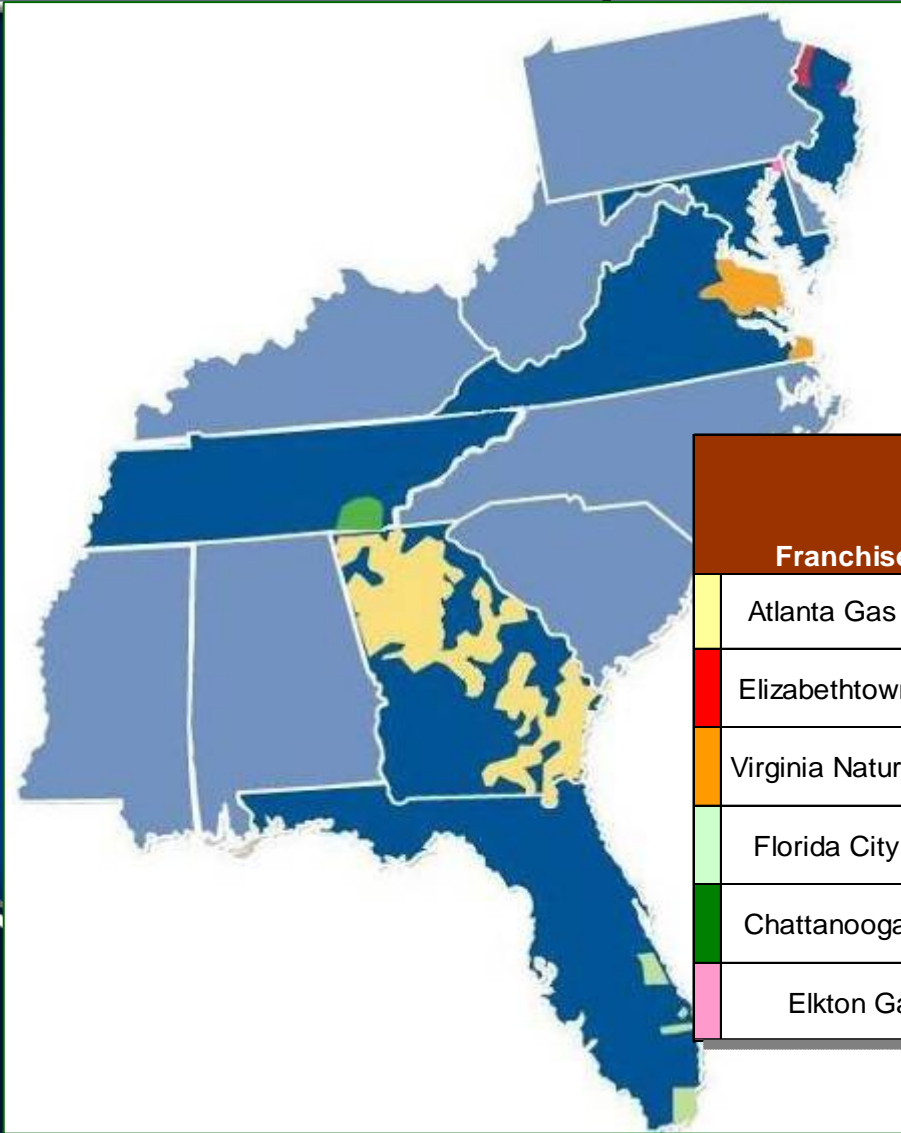 Franchise
Atlanta Gas
Elizabethtown
Virginia Natur
Florida City
Chattanooga
Elkton Ga